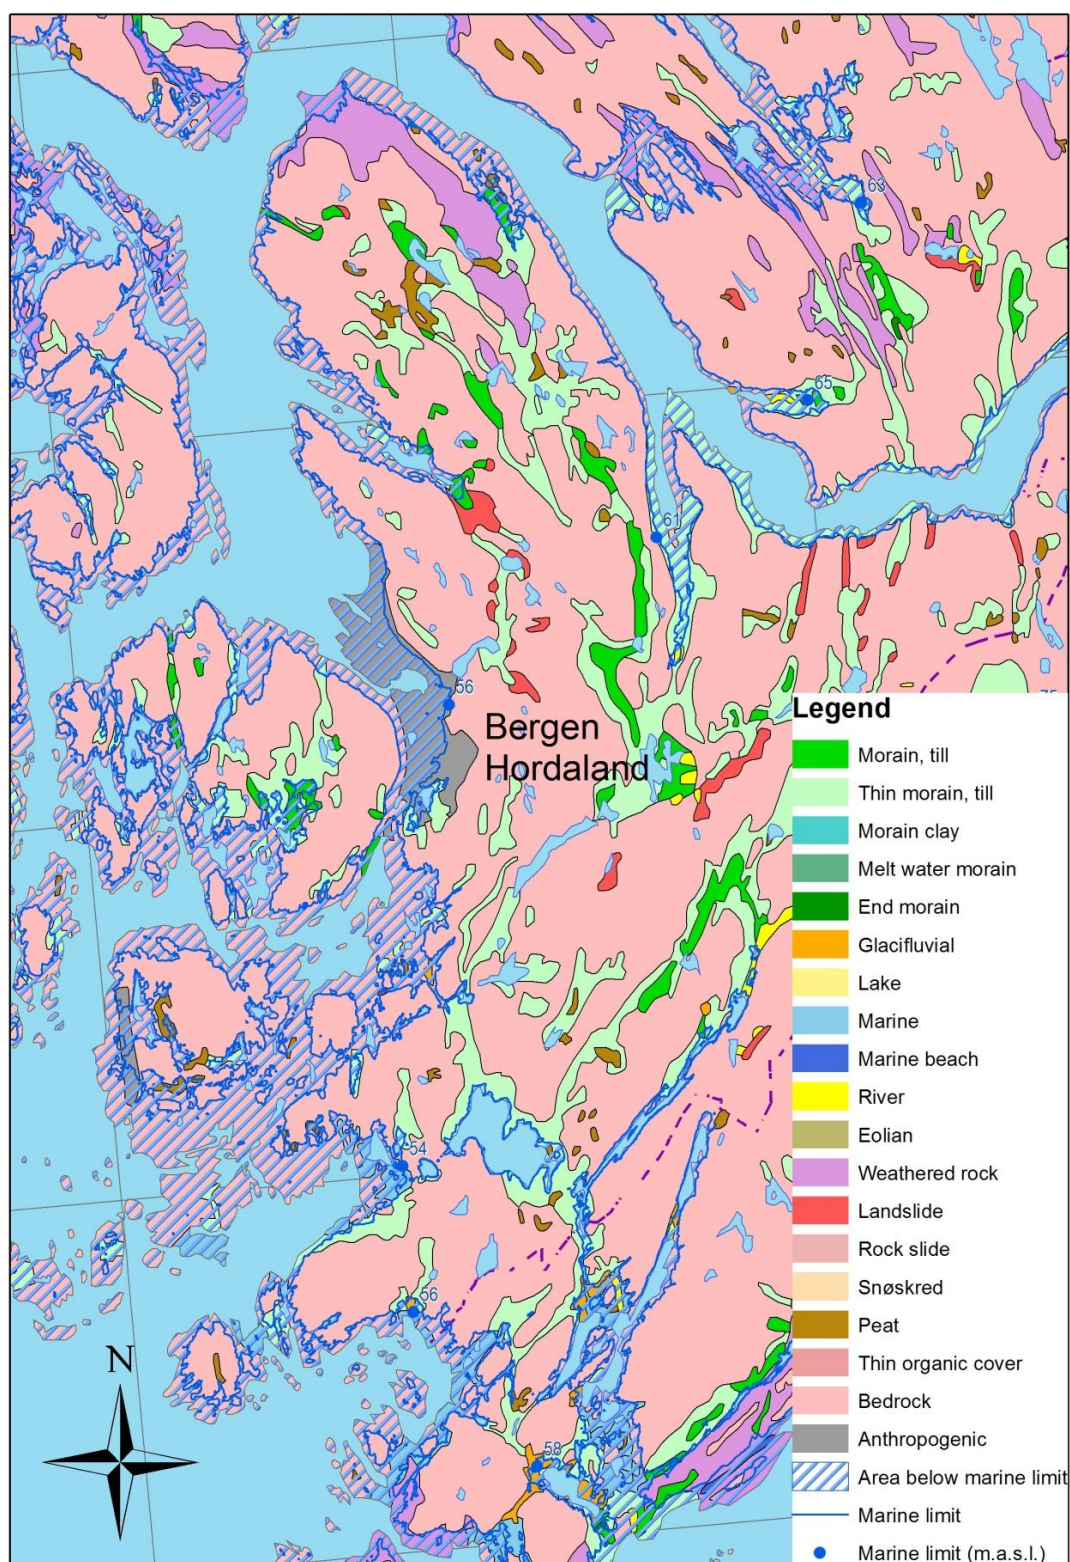 63
65
61
56
Bergen
Hordaland
54
56
58
N
Legend
Morain, till
Thin morain, till
Morain clay
Melt water morain
End morain
Glacifluvial
Lake
Marine
Marine beach
River
Eolian
Weathered rock
Landslide
Rock slide
Snøskred
Peat
Thin organic cover
Bedrock
Anthropogenic
Area below marine limit
Marine limit
Marine limit (m.a.s.l.)